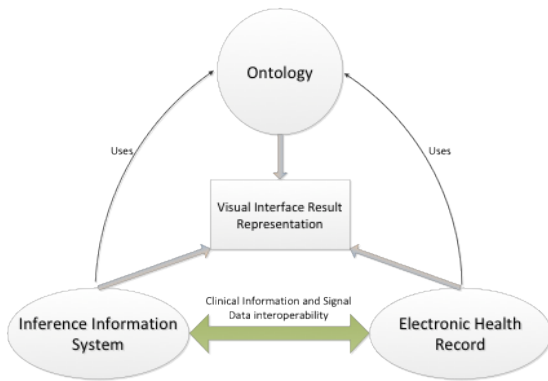 Ontology
Uses
Uses
Visual Interface Result
Representation
Clinical Information and Signal
Data interoperability
Inference Information
System
Electronic Health
Record